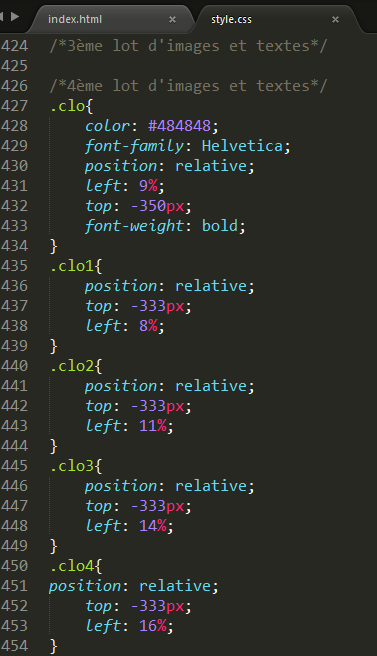 index.html × style.css ×
424 /*3ème lot d'images et textes*/
425
426 /*4ème lot d'images et textes*/
427 .clo{
428     color: #484848;
429     font-family: Helvetica;
430     position: relative;
431     left: 9%;
432     top: -350px;
433     font-weight: bold;
434 }
435 .clo1{
436     position: relative;
437     top: -333px;
438     left: 8%;
439 }
440 .clo2{
441     position: relative;
442     top: -333px;
443     left: 11%;
444 }
445 .clo3{
446     position: relative;
447     top: -333px;
448     left: 14%;
449 }
450 .clo4{
451 position: relative;
452     top: -333px;
453     left: 16%;
454 }